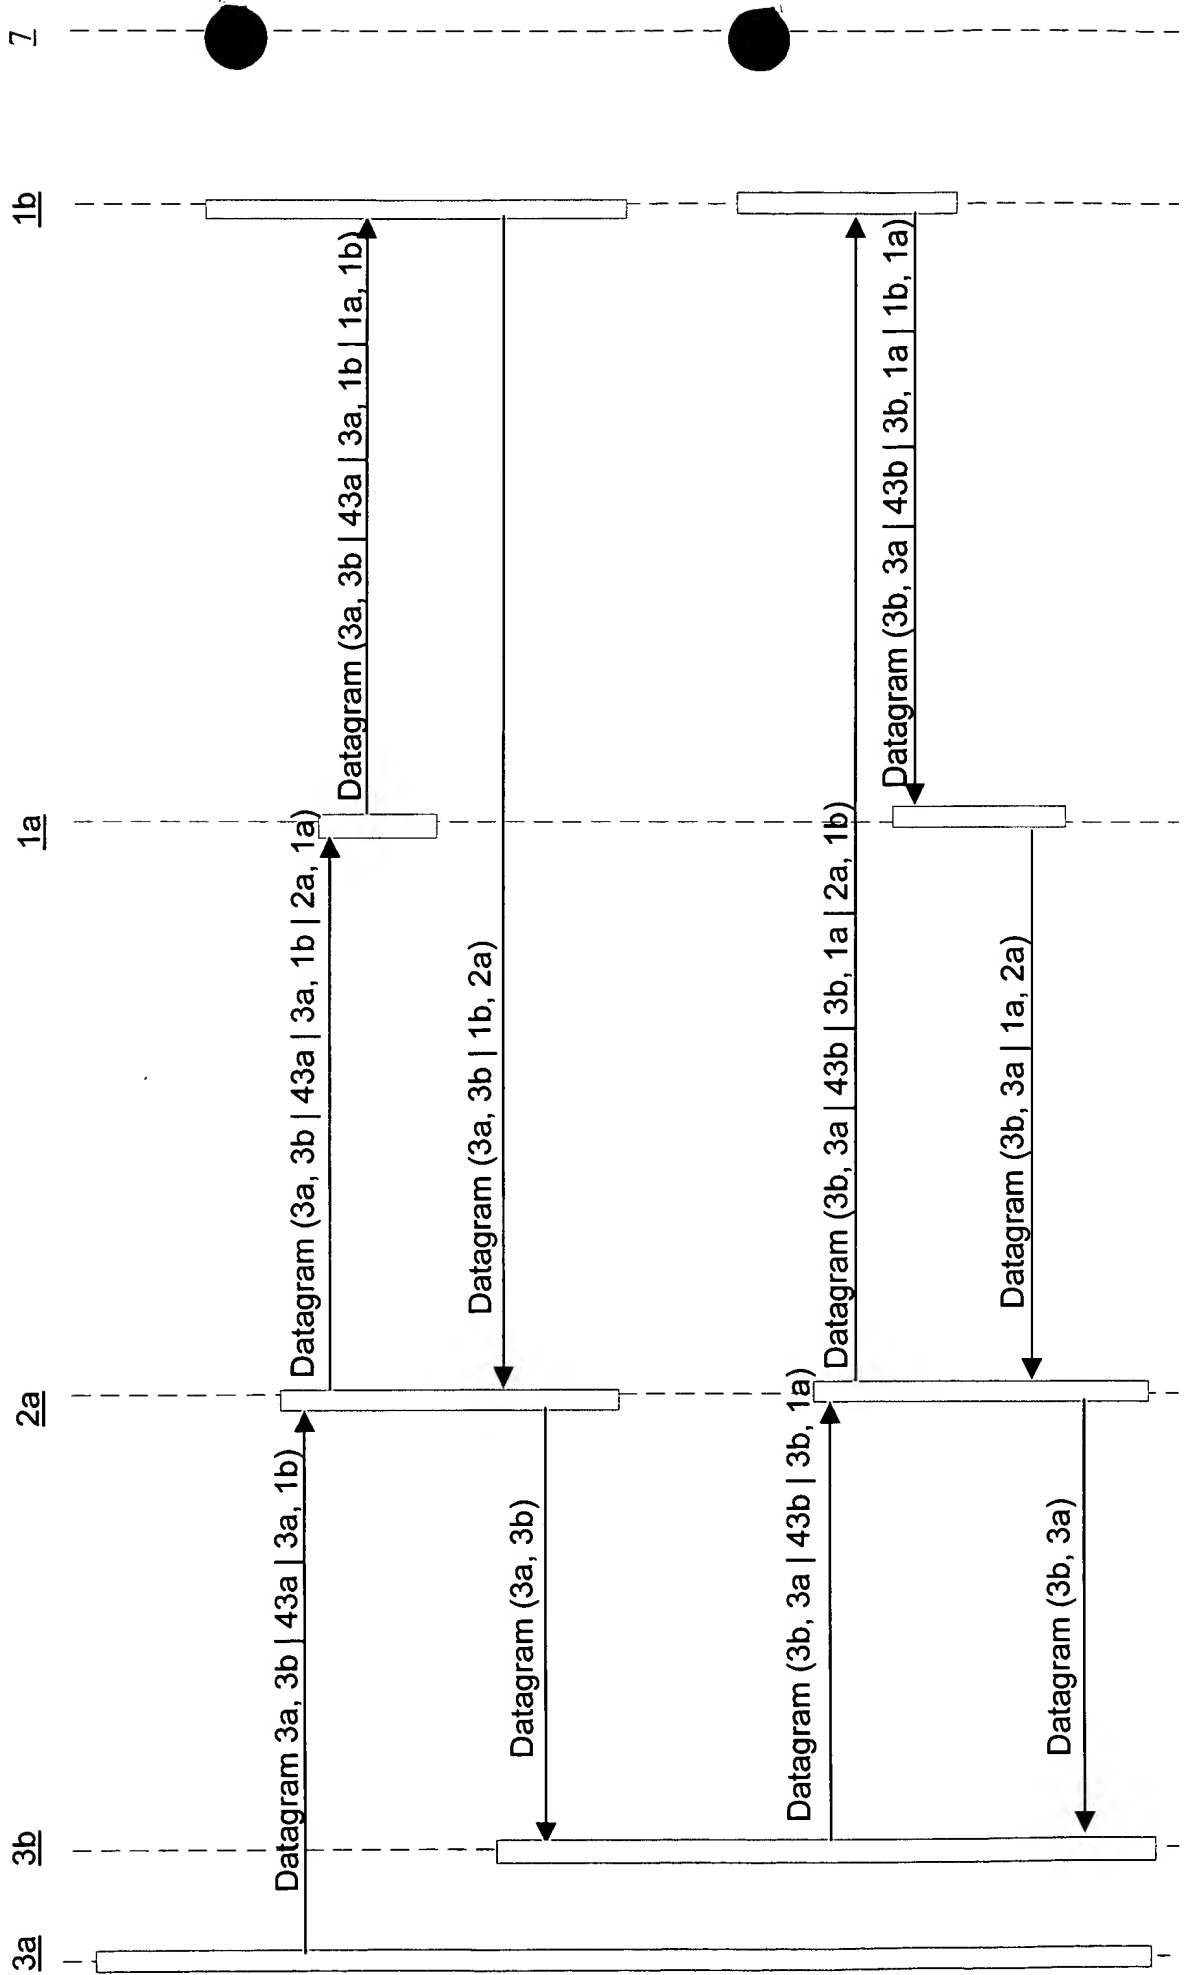 3a
3b
2a
1a
1b
7
Datagram 3a, 3b | 43a | 3a, 1b)
Datagram (3a, 3b | 43a | 3a, 1b | 2a, 1a)
Datagram (3a, 3b | 43a | 3a, 1b | 1a, 1b)
Datagram (3a, 3b | 1b, 2a)
Datagram (3a, 3b)
Datagram (3b, 3a | 43b | 3b, 1a)
Datagram (3b, 3a | 43b | 3b, 1a | 2a, 1b)
Datagram (3b, 3a | 43b | 3b, 1a | 1b, 1a)
Datagram (3b, 3a | 1a, 2a)
Datagram (3b, 3a)